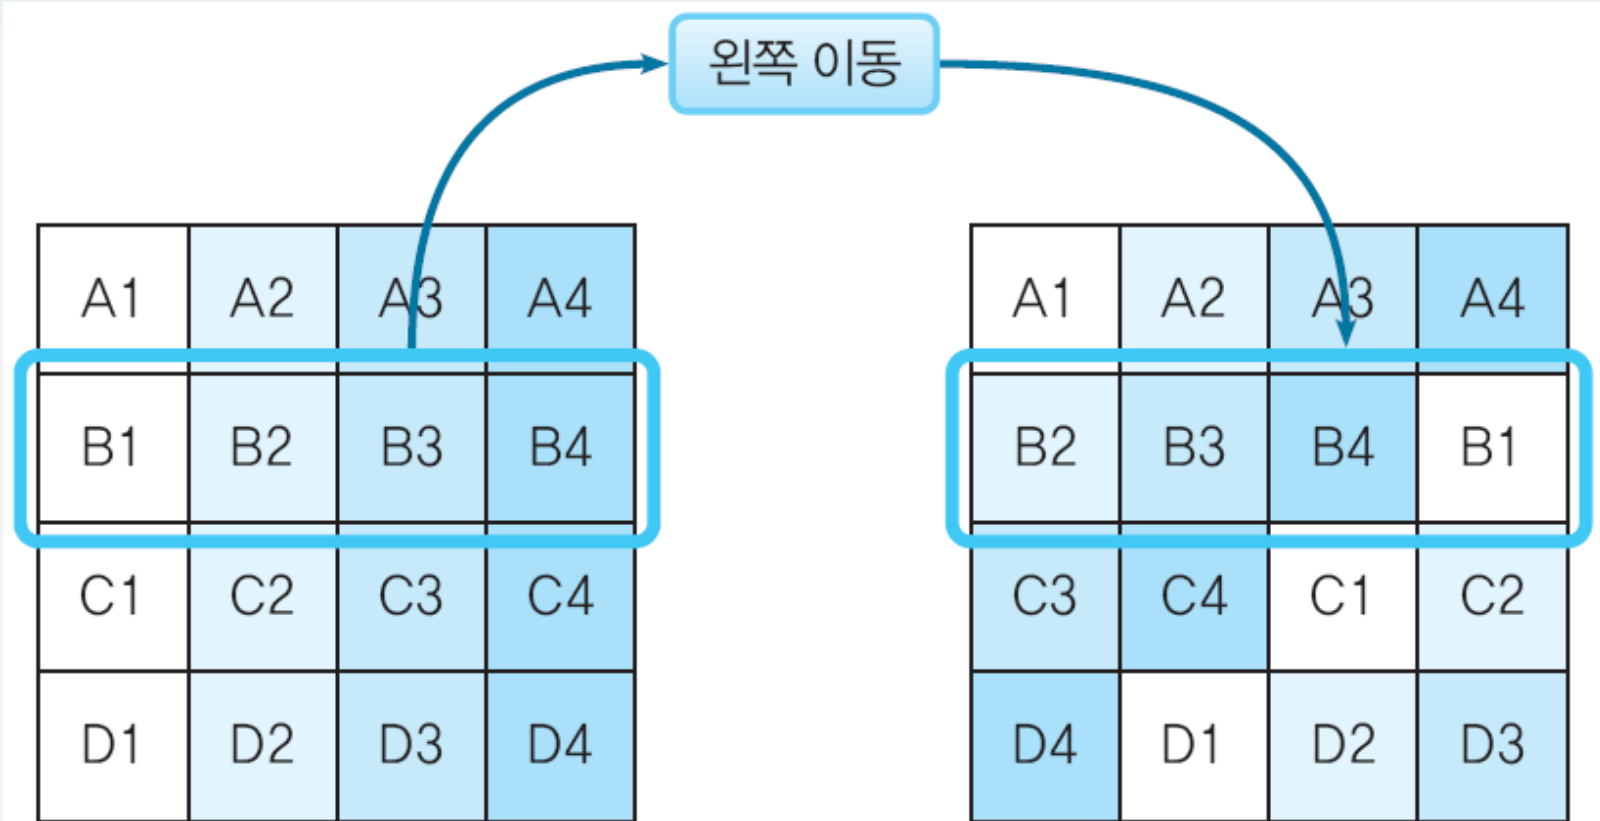 왼쪽 이동
A1 A2 A3 A4
B1 B2 B3 B4
C1 C2 C3 C4
D1 D2 D3 D4
A1 A2 A3 A4
B2 B3 B4 B1
C3 C4 C1 C2
D4 D1 D2 D3